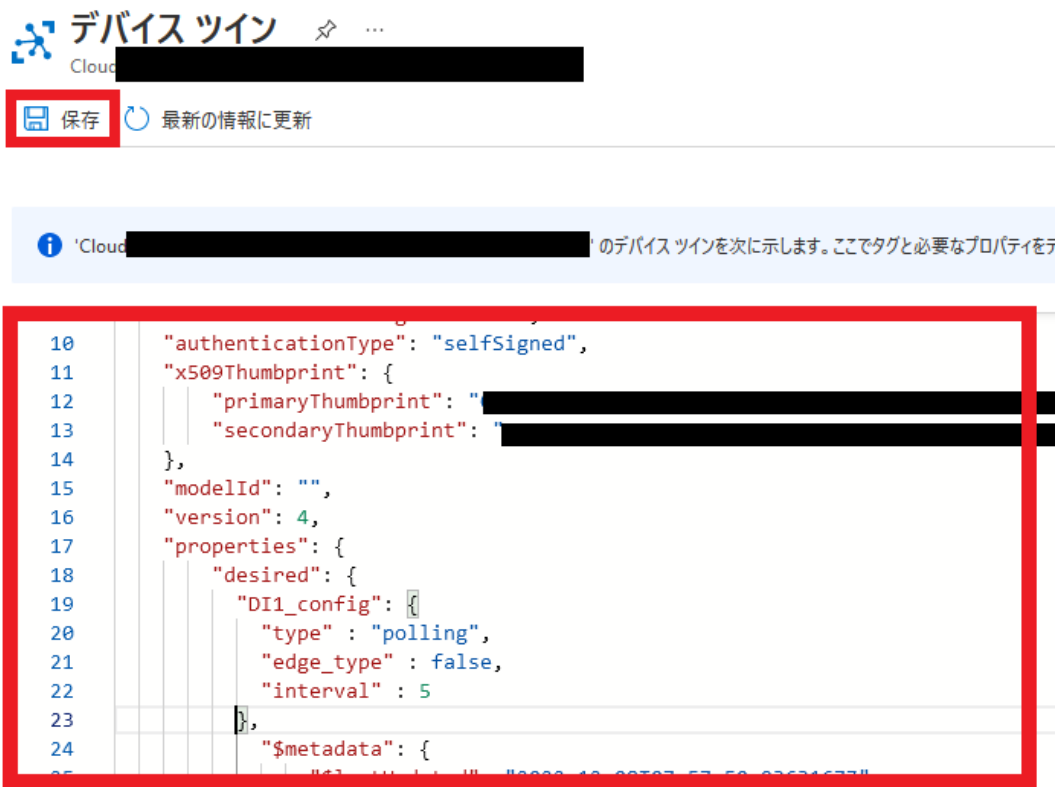 デバイス ツイン ...
Cloud
保存 最新の情報に更新
'Cloud ' のデバイス ツインを次に示します。ここでタグと必要なプロパティをデ
10 "authenticationType": "selfSigned",
11 "x509Thumbprint": {
12 "primaryThumbprint": "
13 "secondaryThumbprint": "
14 },
15 "modelId": "",
16 "version": 4,
17 "properties": {
18 "desired": {
19 "DI1_config": {
20 "type" : "polling",
21 "edge_type" : false,
22 "interval" : 5
23 },
24 "$metadata": {